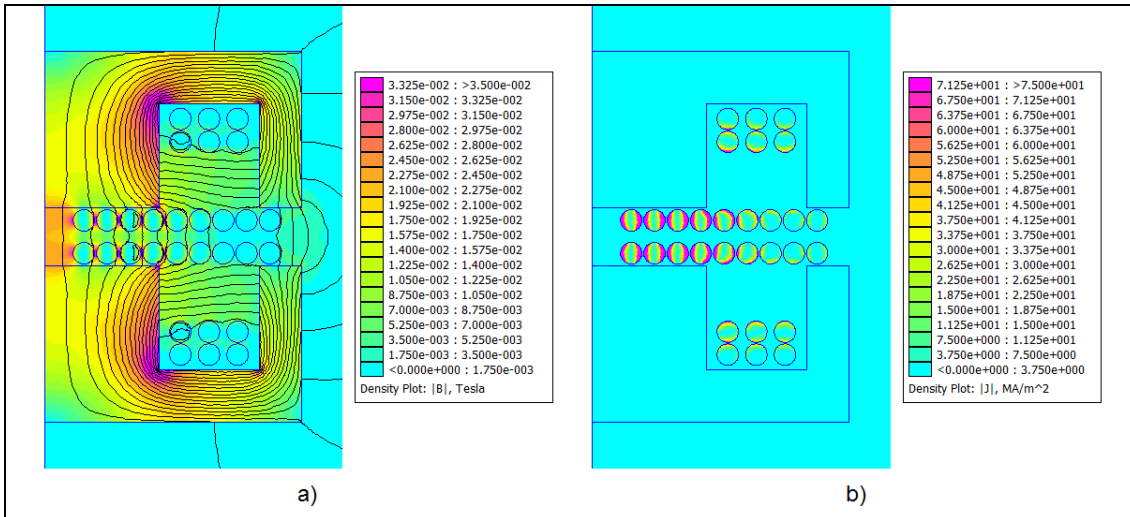 3.325e-002 : >3.500e-002
3.150e-002 : 3.325e-002
2.975e-002 : 3.150e-002
2.800e-002 : 2.975e-002
2.625e-002 : 2.800e-002
2.450e-002 : 2.625e-002
2.275e-002 : 2.450e-002
2.100e-002 : 2.275e-002
1.925e-002 : 2.100e-002
1.750e-002 : 1.925e-002
1.575e-002 : 1.750e-002
1.400e-002 : 1.575e-002
1.225e-002 : 1.400e-002
1.050e-002 : 1.225e-002
8.750e-003 : 1.050e-002
7.000e-003 : 8.750e-003
5.250e-003 : 7.000e-003
3.500e-003 : 5.250e-003
1.750e-003 : 3.500e-003
<0.000e+000 : 1.750e-003
Density Plot: |B|, Tesla
a)
7.125e+001 : >7.500e+001
6.750e+001 : 7.125e+001
6.375e+001 : 6.750e+001
6.000e+001 : 6.375e+001
5.625e+001 : 6.000e+001
5.250e+001 : 5.625e+001
4.875e+001 : 5.250e+001
4.500e+001 : 4.875e+001
4.125e+001 : 4.500e+001
3.750e+001 : 4.125e+001
3.375e+001 : 3.750e+001
3.000e+001 : 3.375e+001
2.625e+001 : 3.000e+001
2.250e+001 : 2.625e+001
1.875e+001 : 2.250e+001
1.500e+001 : 1.875e+001
1.125e+001 : 1.500e+001
7.500e+000 : 1.125e+001
3.750e+000 : 7.500e+000
<0.000e+000 : 3.750e+000
Density Plot: |J|, MA/m^2
b)